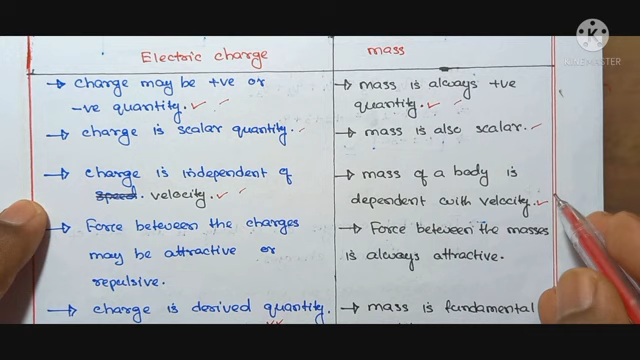 Electric charge
mass
→ charge may be +ve or
-ve quantity.
→ mass is always +ve
quantity.
→ charge is scalar quantity.
→ mass is also scalar.
→ charge is independent of
speed. velocity.
→ mass of a body is
dependent with velocity.
→ Force between the charges
may be attractive or
repulsive.
→ Force between the masses
is always attractive.
→ charge is derived quantity.
→ mass is fundamental
KINEMASTER